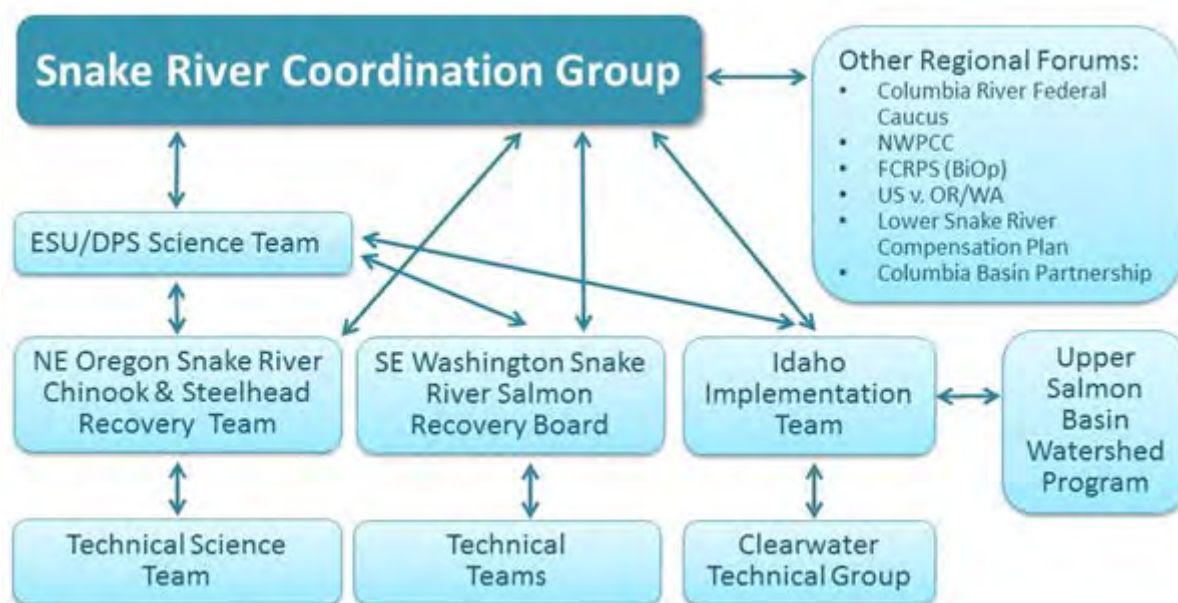 Snake River Coordination Group
Other Regional Forums:
• Columbia River Federal
Caucus
• NWPCC
• FCRPS (BiOp)
• US v. OR/WA
• Lower Snake River
Compensation Plan
• Columbia Basin Partnership
ESU/DPS Science Team
NE Oregon Snake River
Chinook & Steelhead
Recovery Team
SE Washington Snake
River Salmon
Recovery Board
Idaho
Implementation
Team
Upper
Salmon
Basin
Watershed
Program
Technical Science
Team
Technical
Teams
Clearwater
Technical Group